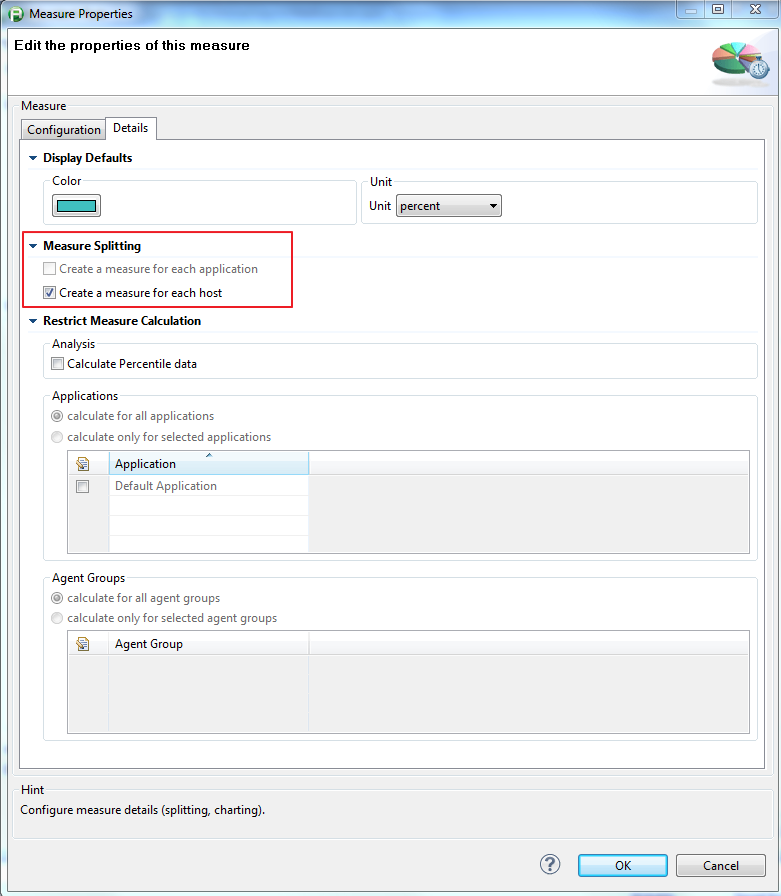 Measure Properties
Edit the properties of this measure
Measure
Configuration
Details
Display Defaults
Color
Unit
Unit percent
Measure Splitting
Create a measure for each application
Create a measure for each host
Restrict Measure Calculation
Analysis
Calculate Percentile data
Applications
calculate for all applications
calculate only for selected applications
Application
Default Application
Agent Groups
calculate for all agent groups
calculate only for selected agent groups
Agent Group
Hint
Configure measure details (splitting, charting).
? OK Cancel